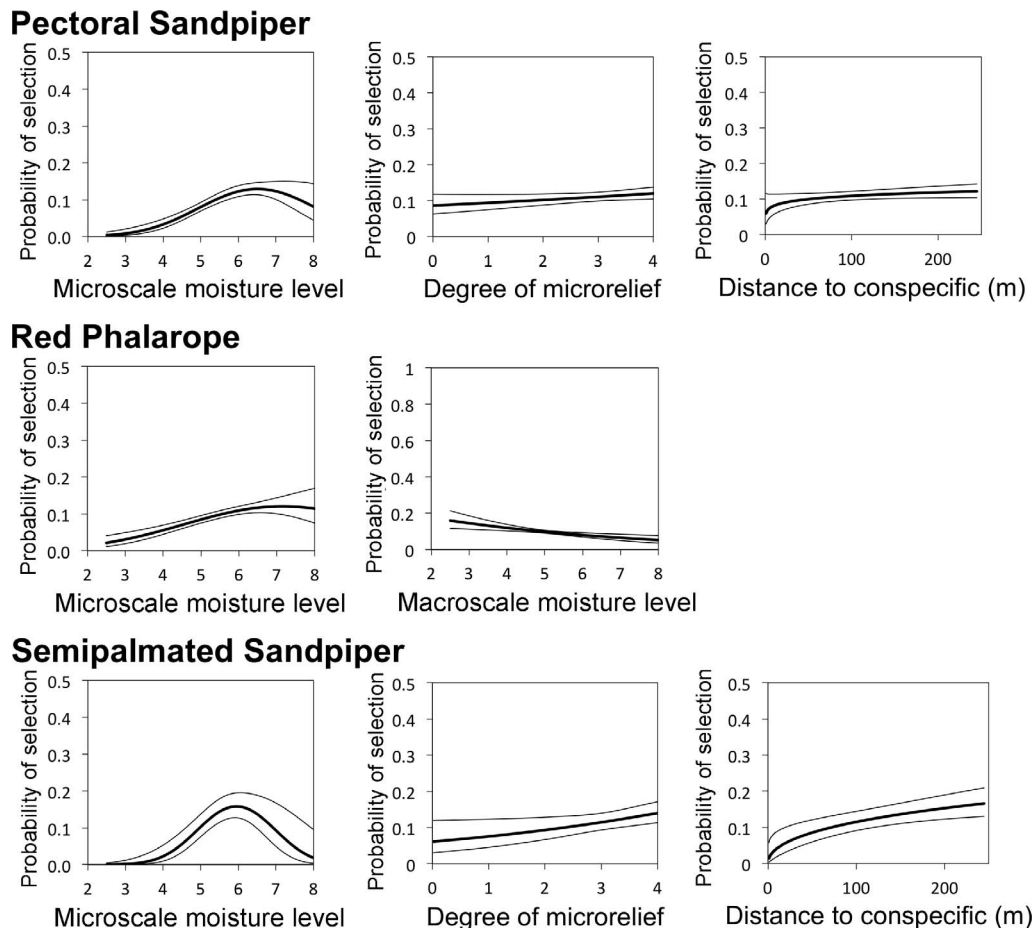 Pectoral Sandpiper
Probability of selection
0.5
0.4
0.3
0.2
0.1
0.0
2 3 4 5 6 7 8
Microscale moisture level
Probability of selection
0.5
0.4
0.3
0.2
0.1
0
0 1 2 3 4
Degree of microrelief
Probability of selection
0.5
0.4
0.3
0.2
0.1
0
0 100 200
Distance to conspecific (m)
Red Phalarope
Probability of selection
0.5
0.4
0.3
0.2
0.1
0.0
2 3 4 5 6 7 8
Microscale moisture level
Probability of selection
1
0.8
0.6
0.4
0.2
0
2 3 4 5 6 7 8
Macroscale moisture level
Semipalmated Sandpiper
Probability of selection
0.5
0.4
0.3
0.2
0.1
0.0
2 3 4 5 6 7 8
Microscale moisture level
Probability of selection
0.5
0.4
0.3
0.2
0.1
0
0 1 2 3 4
Degree of microrelief
Probability of selection
0.5
0.4
0.3
0.2
0.1
0
0 100 200
Distance to conspecific (m)